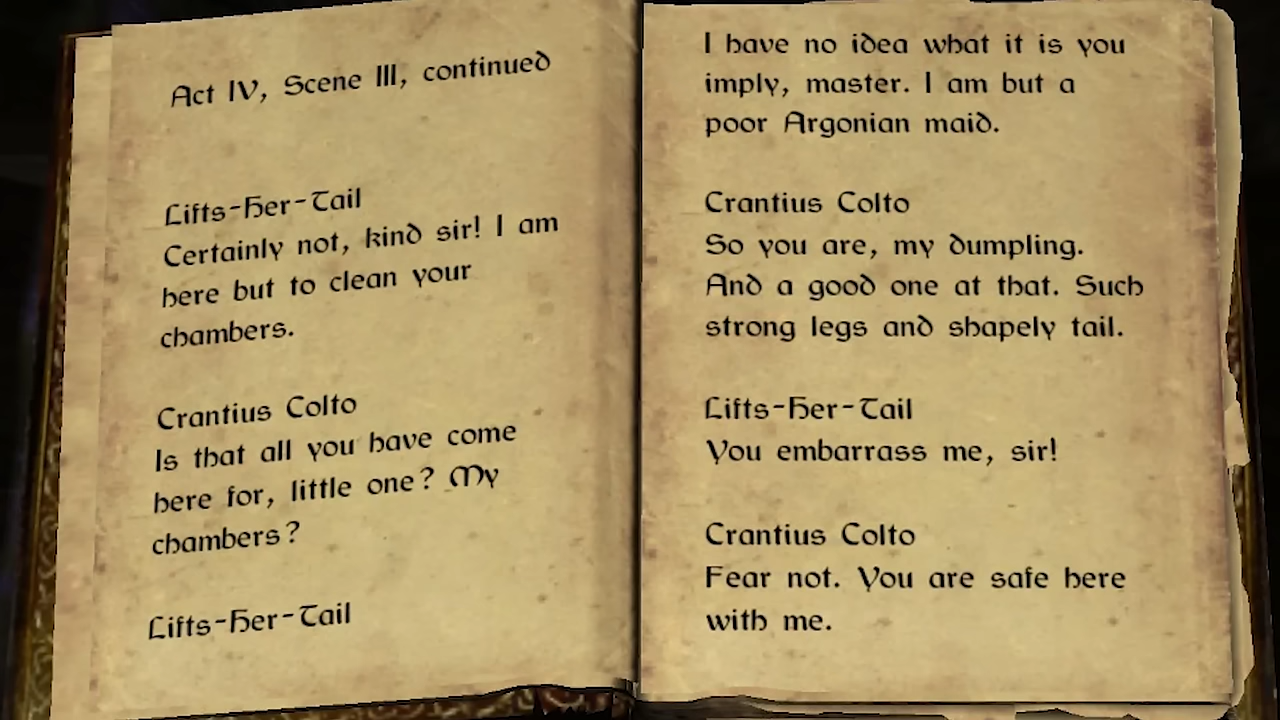 Act IV, Scene III, continued
Lifts-Her-Tail
Certainly not, kind sir! I am
here but to clean your
chambers.
Crantius Colto
Is that all you have come
here for, little one? My
chambers?
Lifts-Her-Tail
I have no idea what it is you
imply, master. I am but a
poor Argonian maid.
Crantius Colto
So you are, my dumpling.
And a good one at that. Such
strong legs and shapely tail.
Lifts-Her-Tail
You embarrass me, sir!
Crantius Colto
Fear not. You are safe here
with me.